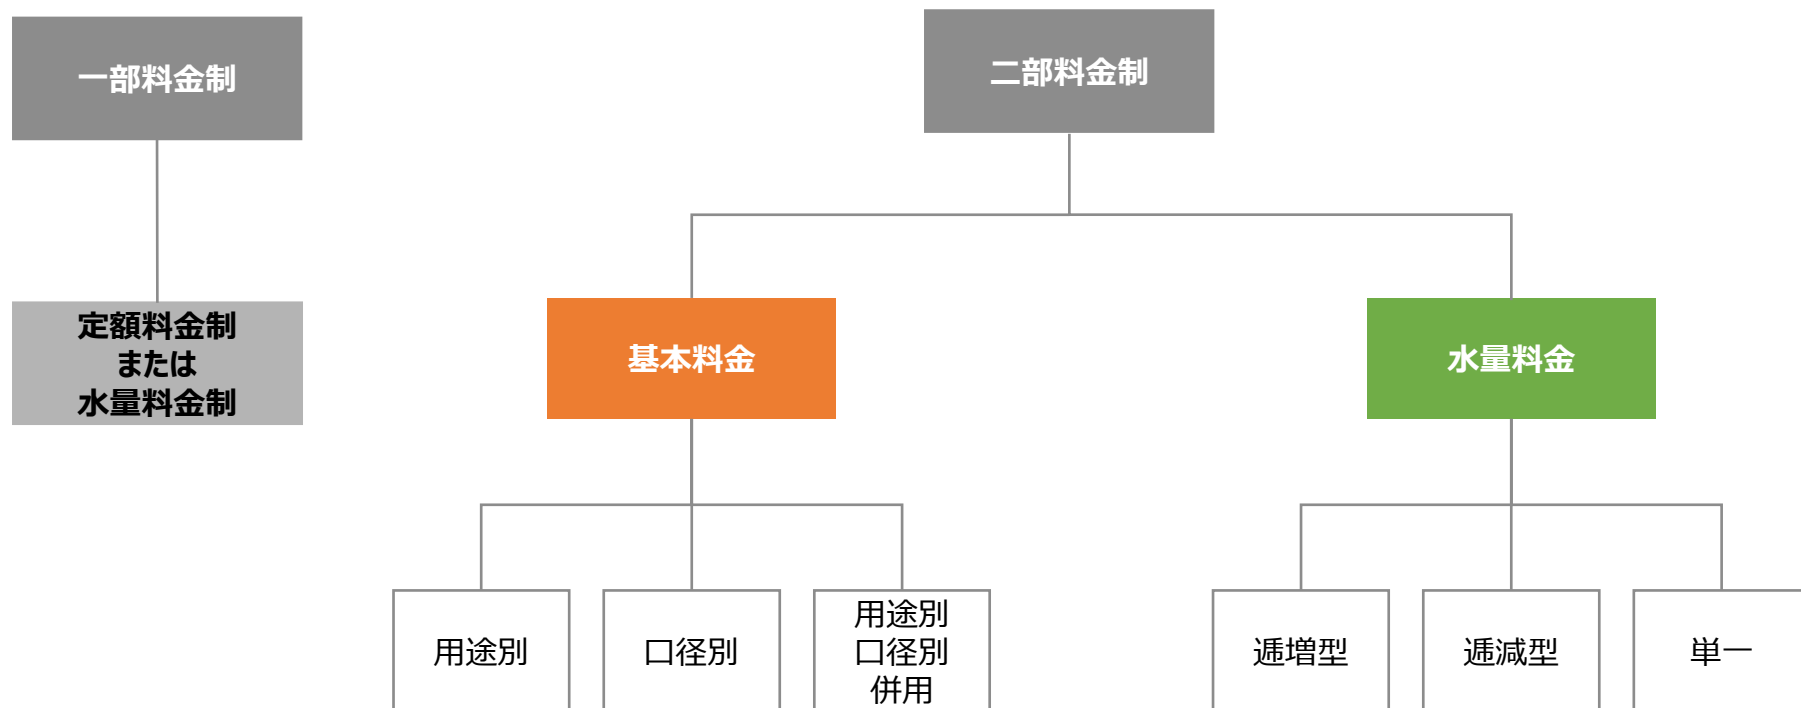 一部料金制
二部料金制
定額料金制
または
水量料金制
基本料金
水量料金
用途別
口径別
用途別
口径別
併用
逓増型
逓減型
単一